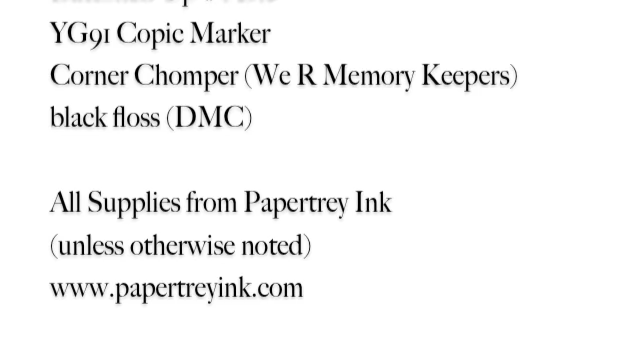 YG91 Copic Marker
Corner Chomper (We R Memory Keepers)
black floss (DMC)
All Supplies from Papertrey Ink
(unless otherwise noted)
www.papertreyink.com